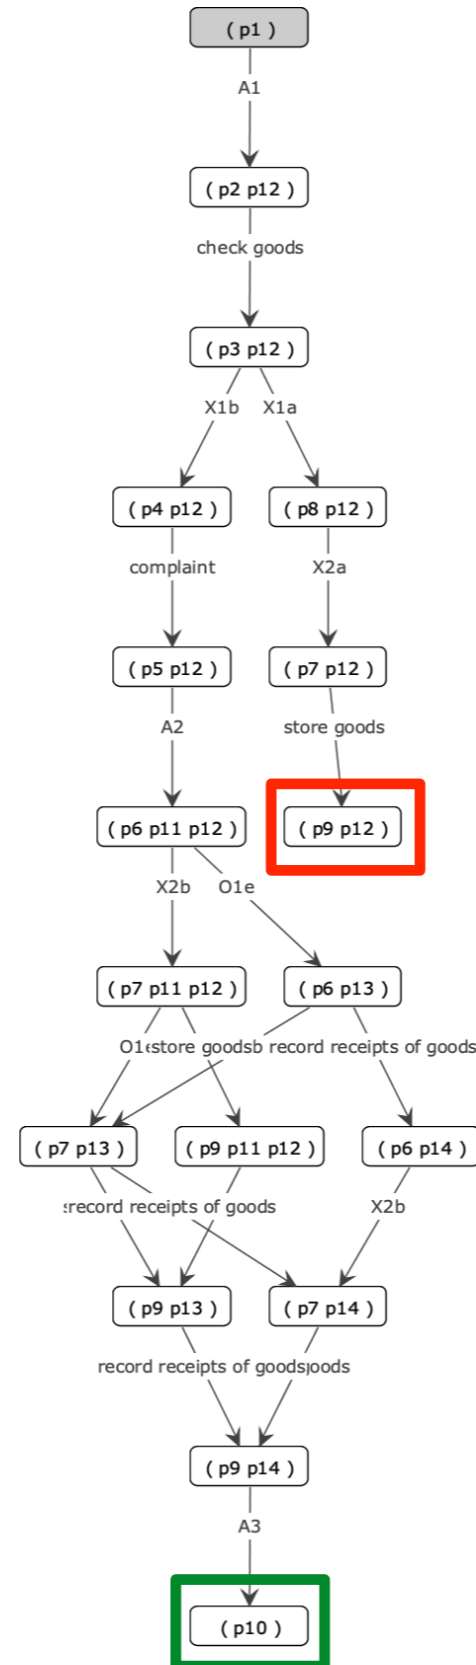 ( p1 )
A1
( p2 p12 )
check goods
( p3 p12 )
X1b X1a
( p4 p12 ) ( p8 p12 )
complaint X2a
( p5 p12 ) ( p7 p12 )
A2 store goods
( p6 p11 p12 ) ( p9 p12 )
X2b O1e
( p7 p11 p12 ) ( p6 p13 )
store goods record receipts of goods
( p7 p13 ) ( p9 p11 p12 ) ( p6 p14 )
record receipts of goods X2b
( p9 p13 ) ( p7 p14 )
record receipts of goods
( p9 p14 )
A3
( p10 )